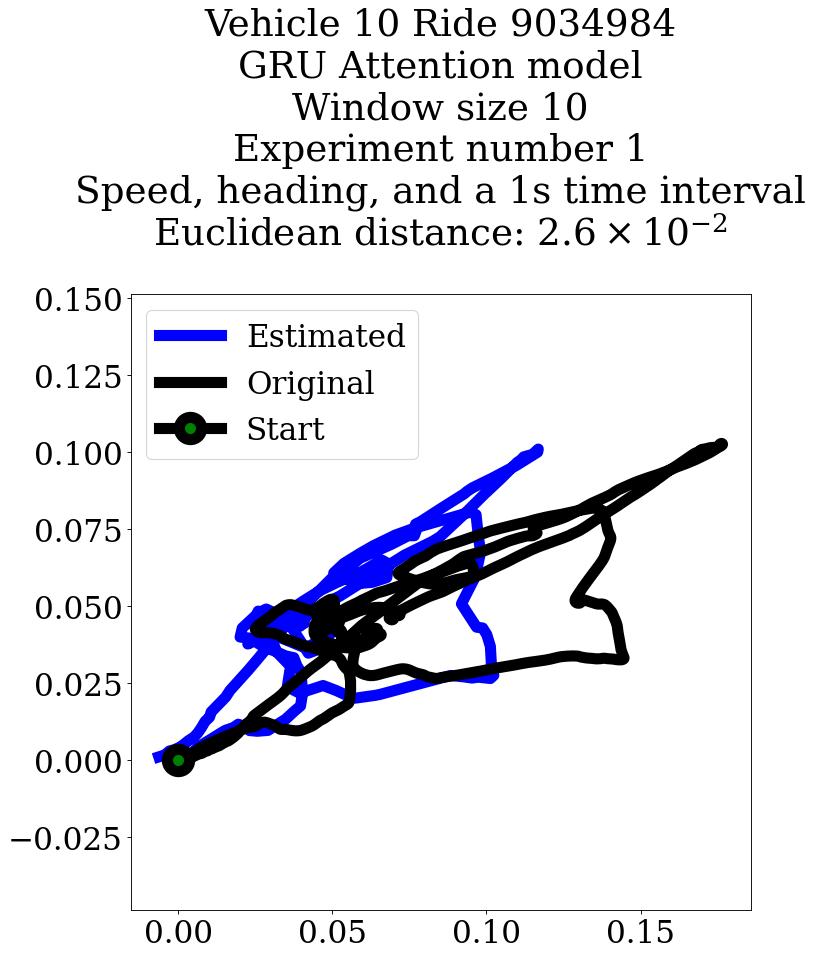 Vehicle 10 Ride 9034984
GRU Attention model
Window size 10
Experiment number 1
Speed, heading, and a 1s time interval
Euclidean distance: 2.6 × 10⁻²
0.150
0.125
0.100
0.075
0.050
0.025
0.000
−0.025
Estimated
Original
Start
0.00 0.05 0.10 0.15